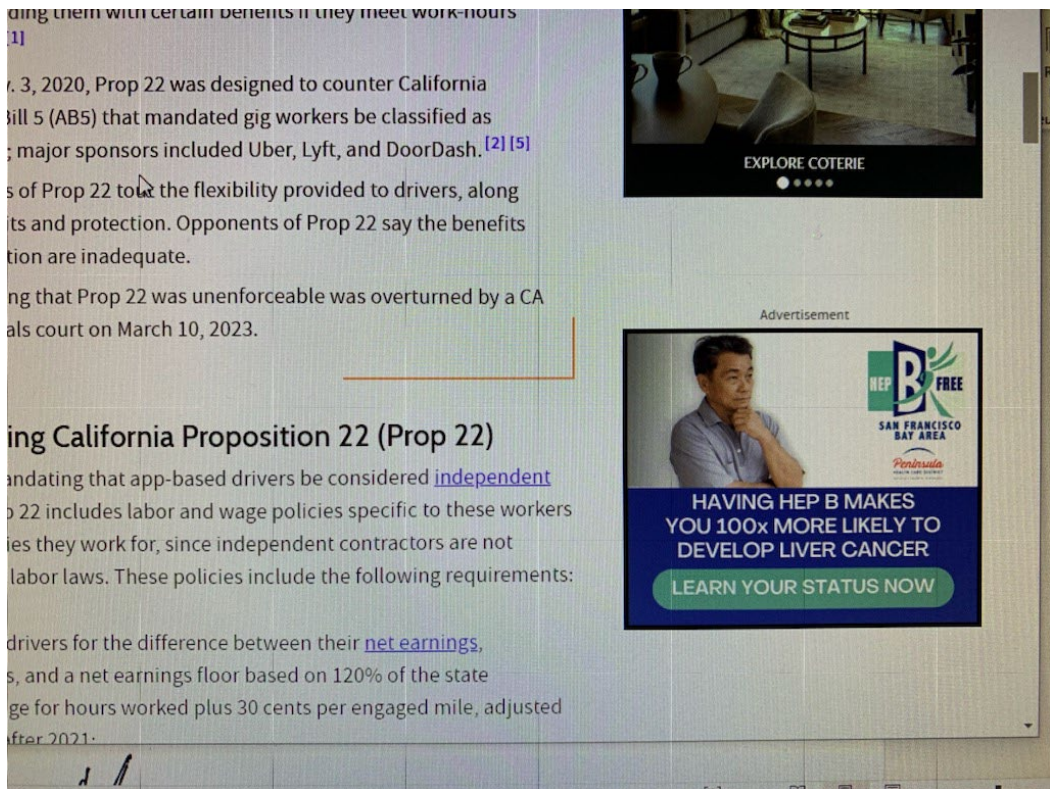 ding them with certain benefits if they meet work-hours
[1]
. 3, 2020, Prop 22 was designed to counter California
Bill 5 (AB5) that mandated gig workers be classified as
; major sponsors included Uber, Lyft, and DoorDash.[2] [5]
s of Prop 22 tout the flexibility provided to drivers, along
its and protection. Opponents of Prop 22 say the benefits
tion are inadequate.
ng that Prop 22 was unenforceable was overturned by a CA
als court on March 10, 2023.
ing California Proposition 22 (Prop 22)
andating that app-based drivers be considered independent
22 includes labor and wage policies specific to these workers
ies they work for, since independent contractors are not
labor laws. These policies include the following requirements:
drivers for the difference between their net earnings,
s, and a net earnings floor based on 120% of the state
ge for hours worked plus 30 cents per engaged mile, adjusted
after 2021:
EXPLORE COTERIE
Advertisement
HEP B FREE
SAN FRANCISCO
BAY AREA
Peninsula
HAVING HEP B MAKES
YOU 100x MORE LIKELY TO
DEVELOP LIVER CANCER
LEARN YOUR STATUS NOW